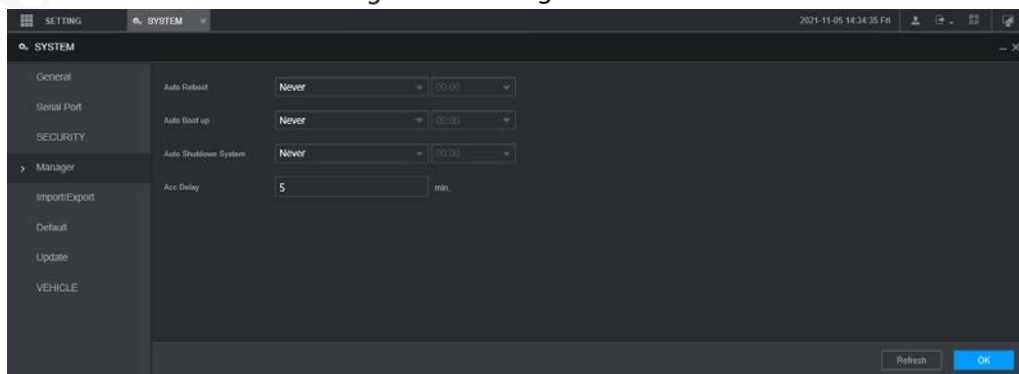 SETTING SYSTEM × 2021-11-05 14:34:35 Fri
SYSTEM
General
Serial Port
SECURITY
Manager
Import/Export
Default
Update
VEHICLE
Auto Reboot Never 00:00
Auto Boot up Never 00:00
Auto Shutdown System Never 00:00
Acc Delay 5 min.
Refresh OK